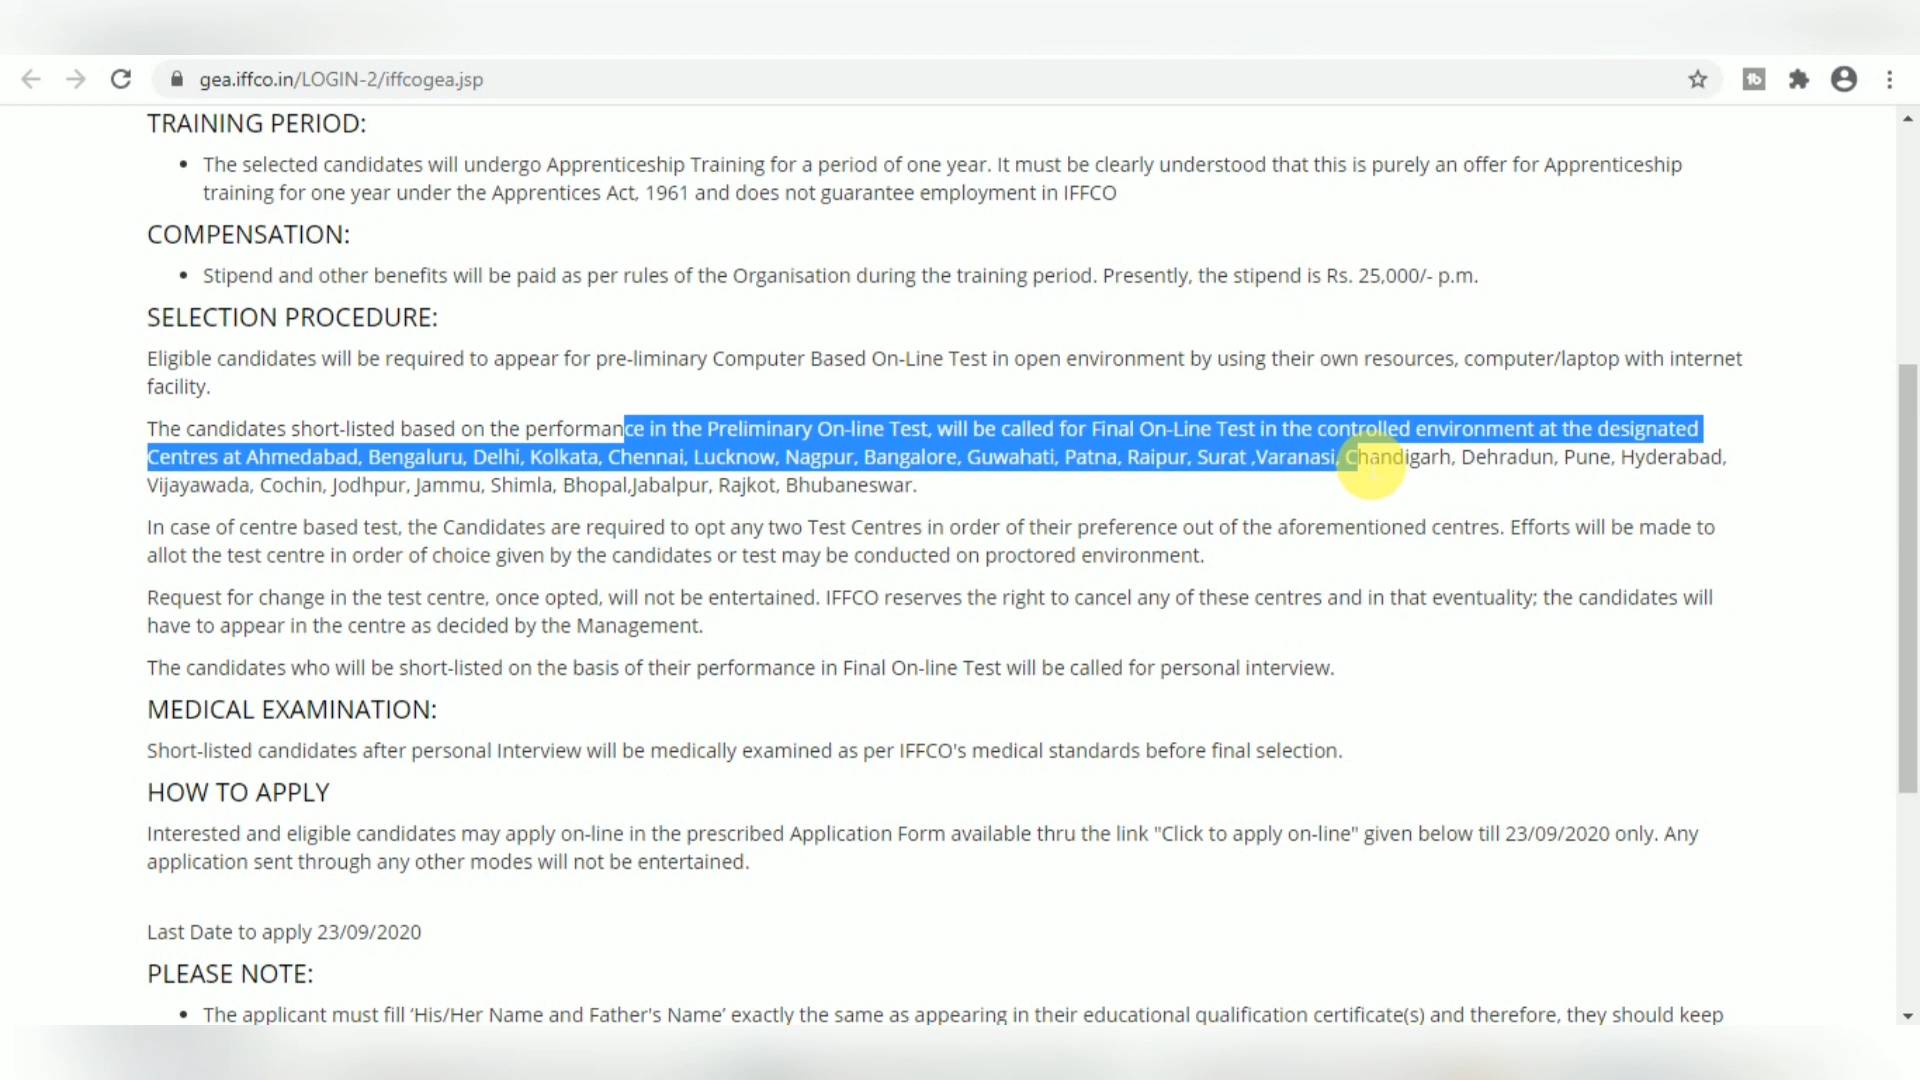 gea.iffco.in/LOGIN-2/iffcogea.jsp
TRAINING PERIOD:
• The selected candidates will undergo Apprenticeship Training for a period of one year. It must be clearly understood that this is purely an offer for Apprenticeship
training for one year under the Apprentices Act, 1961 and does not guarantee employment in IFFCO
COMPENSATION:
• Stipend and other benefits will be paid as per rules of the Organisation during the training period. Presently, the stipend is Rs. 25,000/- p.m.
SELECTION PROCEDURE:
Eligible candidates will be required to appear for pre-liminary Computer Based On-Line Test in open environment by using their own resources, computer/laptop with internet
facility.
The candidates short-listed based on the performance in the Preliminary On-line Test, will be called for Final On-Line Test in the controlled environment at the designated
Centres at Ahmedabad, Bengaluru, Delhi, Kolkata, Chennai, Lucknow, Nagpur, Bangalore, Guwahati, Patna, Raipur, Surat ,Varanasi, Chandigarh, Dehradun, Pune, Hyderabad,
Vijayawada, Cochin, Jodhpur, Jammu, Shimla, Bhopal,Jabalpur, Rajkot, Bhubaneswar.
In case of centre based test, the Candidates are required to opt any two Test Centres in order of their preference out of the aforementioned centres. Efforts will be made to
allot the test centre in order of choice given by the candidates or test may be conducted on proctored environment.
Request for change in the test centre, once opted, will not be entertained. IFFCO reserves the right to cancel any of these centres and in that eventuality; the candidates will
have to appear in the centre as decided by the Management.
The candidates who will be short-listed on the basis of their performance in Final On-line Test will be called for personal interview.
MEDICAL EXAMINATION:
Short-listed candidates after personal Interview will be medically examined as per IFFCO's medical standards before final selection.
HOW TO APPLY
Interested and eligible candidates may apply on-line in the prescribed Application Form available thru the link "Click to apply on-line" given below till 23/09/2020 only. Any
application sent through any other modes will not be entertained.
Last Date to apply 23/09/2020
PLEASE NOTE:
• The applicant must fill ‘His/Her Name and Father's Name’ exactly the same as appearing in their educational qualification certificate(s) and therefore, they should keep